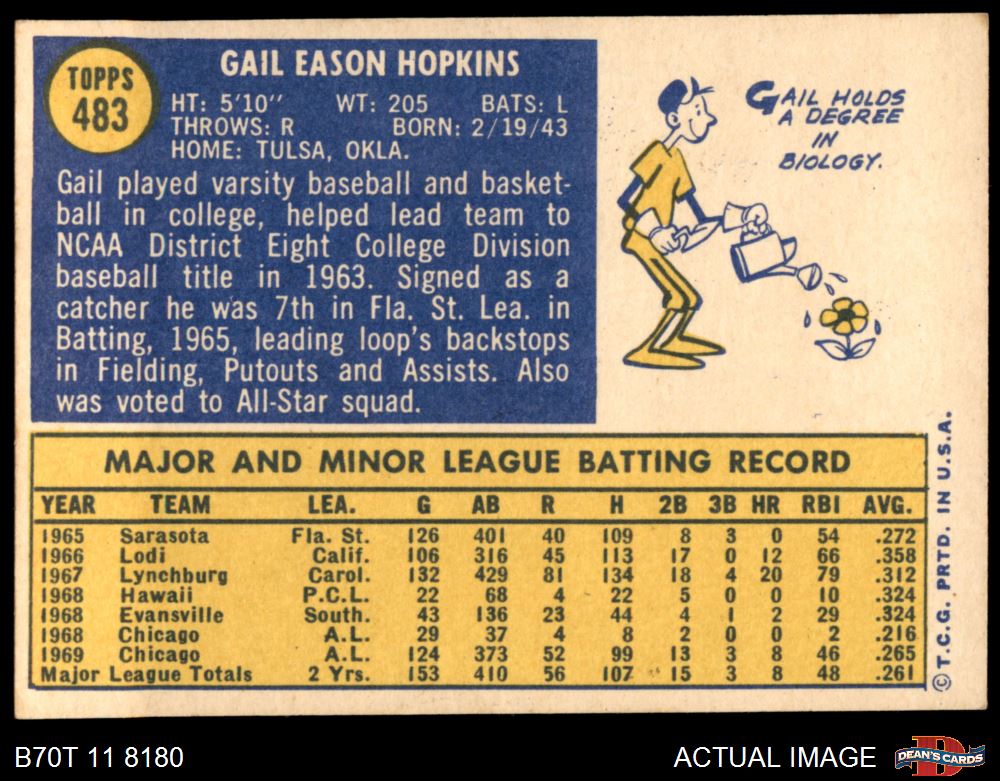 TOPPS
483
GAIL EASON HOPKINS
HT: 5'10" WT: 205 BATS: L
THROWS: R BORN: 2/19/43
HOME: TULSA, OKLA.
Gail played varsity baseball and basket-
ball in college, helped lead team to
NCAA District Eight College Division
baseball title in 1963. Signed as a
catcher he was 7th in Fla. St. Lea. in
Batting, 1965, leading loop's backstops
in Fielding, Putouts and Assists. Also
was voted to All-Star squad.
GAIL HOLDS
A DEGREE
IN
BIOLOGY.
MAJOR AND MINOR LEAGUE BATTING RECORD
YEAR TEAM LEA. G AB R H 2B 3B HR RBI AVG.
1965 Sarasota Fla. St. 126 401 40 109 8 3 0 54 .272
1966 Lodi Calif. 106 316 45 113 17 0 12 66 .358
1967 Lynchburg Carol. 132 429 81 134 18 4 20 79 .312
1968 Hawaii P.C.L. 22 68 4 22 5 0 0 10 .324
1968 Evansville South. 43 136 23 44 4 1 2 29 .324
1968 Chicago A.L. 29 37 4 8 2 0 0 2 .216
1969 Chicago A.L. 124 373 52 99 13 3 8 46 .265
Major League Totals 2 Yrs. 153 410 56 107 15 3 8 48 .261
© T.C.G. PRTD. IN U.S.A.
B70T 11 8180
ACTUAL IMAGE
D
DEAN'S CARDS